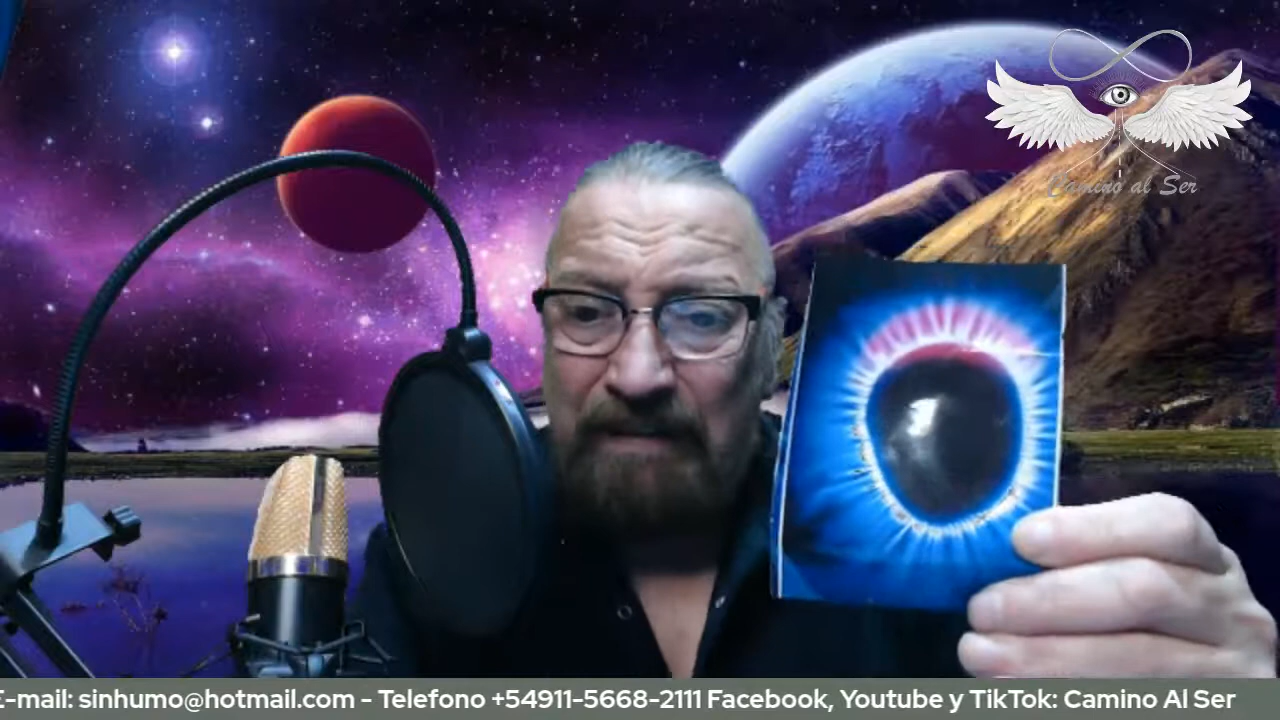 Camino al Ser
E-mail: sinhumo@hotmail.com - Telefono +54911-5668-2111 Facebook, Youtube y TikTok: Camino Al Ser